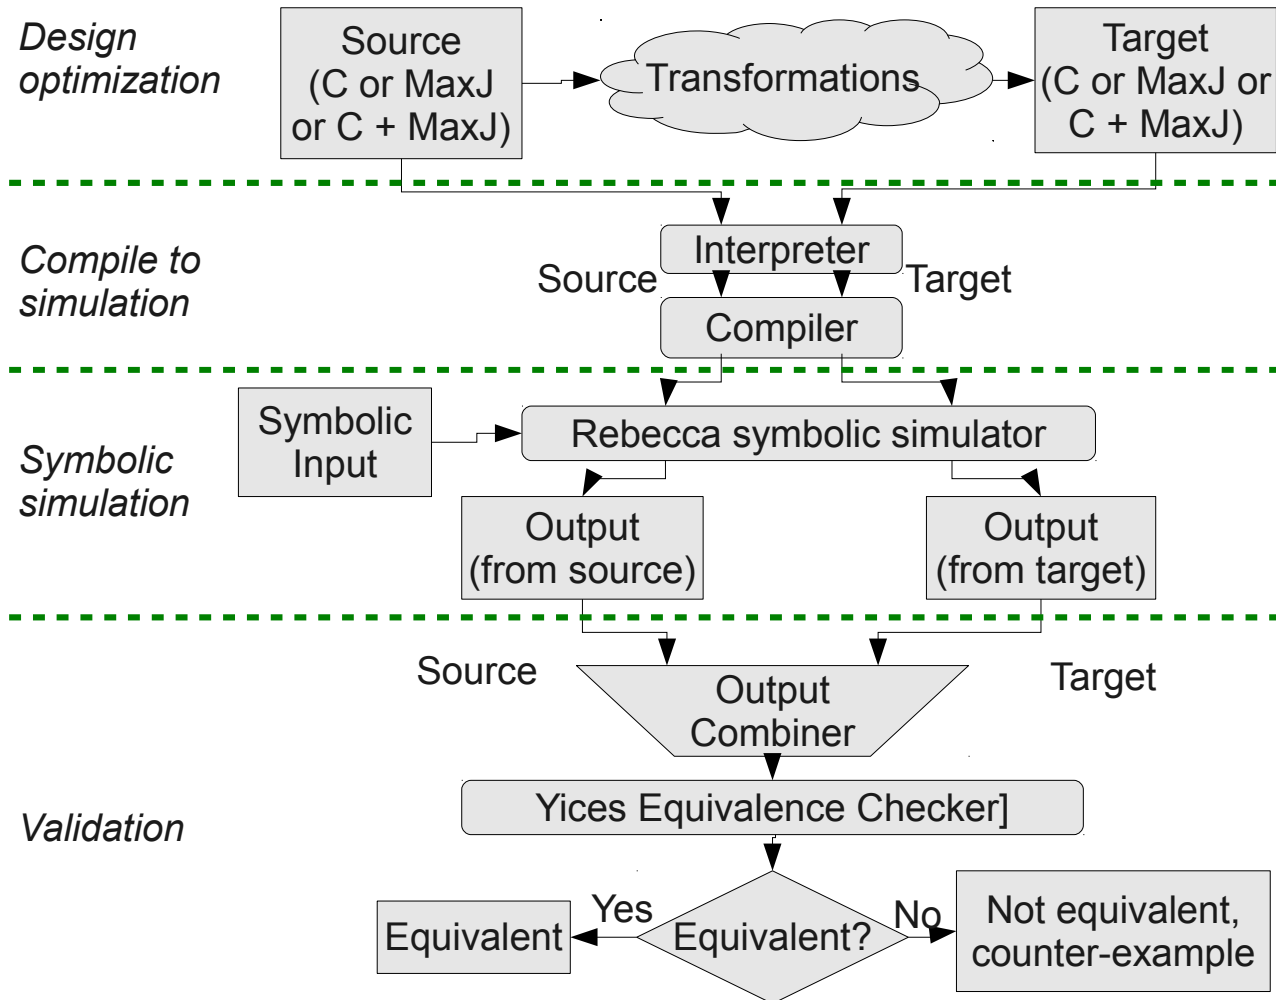 Design
optimization
Source
(C or MaxJ
or C + MaxJ)
Transformations
Target
(C or MaxJ or
C + MaxJ)
Compile to
simulation
Interpreter
Source
Target
Compiler
Symbolic
simulation
Symbolic
Input
Rebecca symbolic simulator
Output
(from source)
Output
(from target)
Validation
Source
Target
Output
Combiner
Yices Equivalence Checker]
Equivalent?
Yes
Equivalent
No
Not equivalent,
counter-example